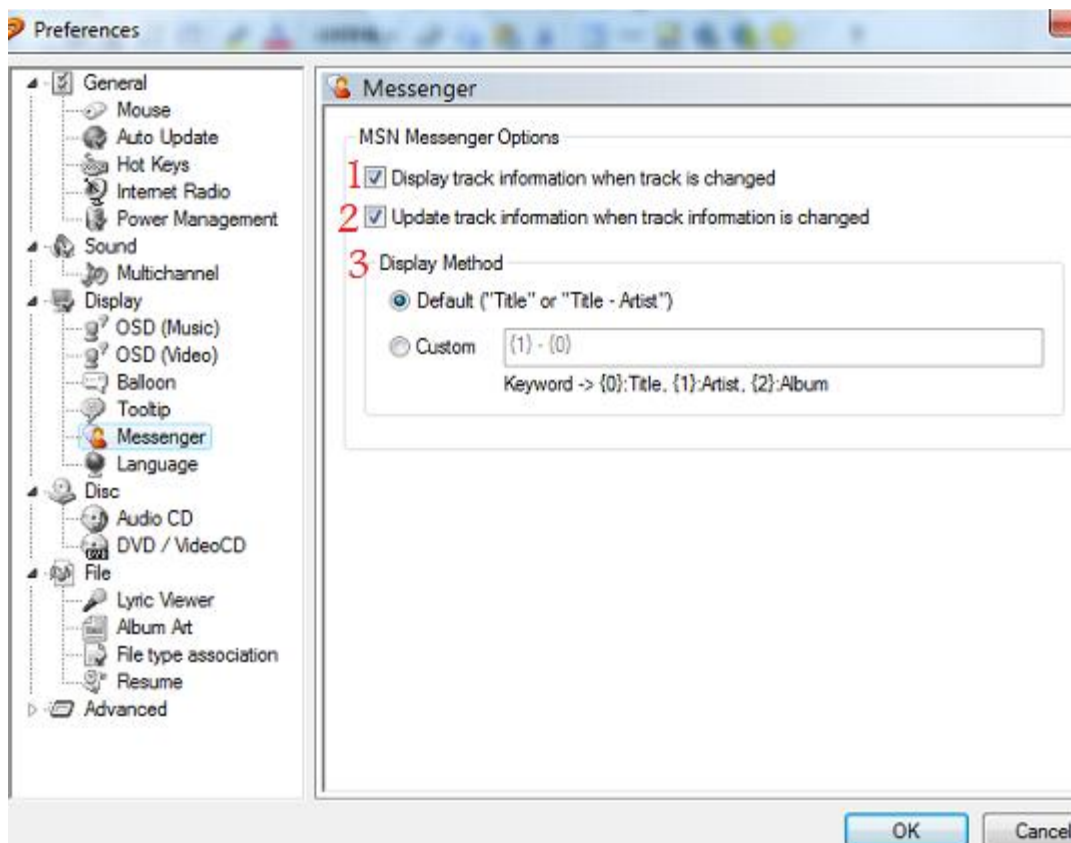 Preferences
General
Mouse
Auto Update
Hot Keys
Internet Radio
Power Management
Sound
Multichannel
Display
OSD (Music)
OSD (Video)
Balloon
Tooltip
Messenger
Language
Disc
Audio CD
DVD / VideoCD
File
Lyric Viewer
Album Art
File type association
Resume
Advanced
Messenger
MSN Messenger Options
1 Display track information when track is changed
2 Update track information when track information is changed
3 Display Method
Default ("Title" or "Title - Artist")
Custom {1} - {0}
Keyword -> {0}:Title, {1}:Artist, {2}:Album
OK Cancel